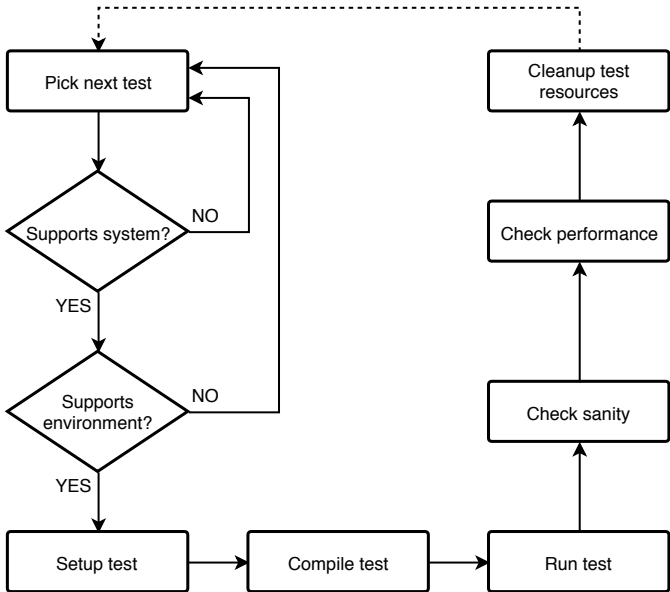 Pick next test
Cleanup test
resources
NO
Supports system?
Check performance
YES
NO
Supports
environment?
Check sanity
YES
Setup test
Compile test
Run test